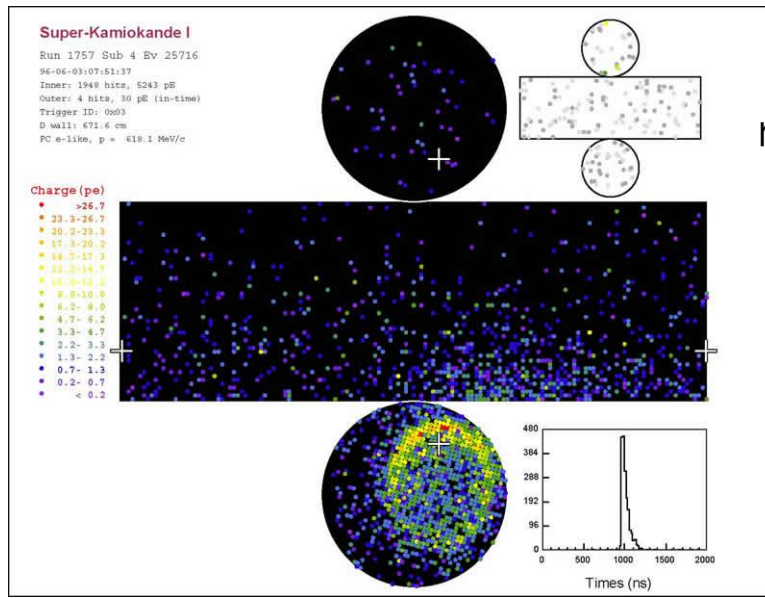 Super-Kamiokande I
Run 1757 Sub 4 Ev 25716
96-06-03:07:51:37
Inner: 1948 hits, 5243 pE
Outer: 4 hits, 30 pE (in-time)
Trigger ID: 0x03
D wall: 671.6 cm
FC e-like, p = 618.1 MeV/c
Charge(pe)
>26.7
23.3-26.7
20.2-23.3
17.3-20.2
14.7-17.3
12.2-14.7
10.0-12.2
8.0-10.0
6.2- 8.0
4.7- 6.2
3.3- 4.7
2.2- 3.3
1.3- 2.2
0.7- 1.3
0.2- 0.7
< 0.2
480
384
288
192
96
0
0 500 1000 1500 2000
Times (ns)